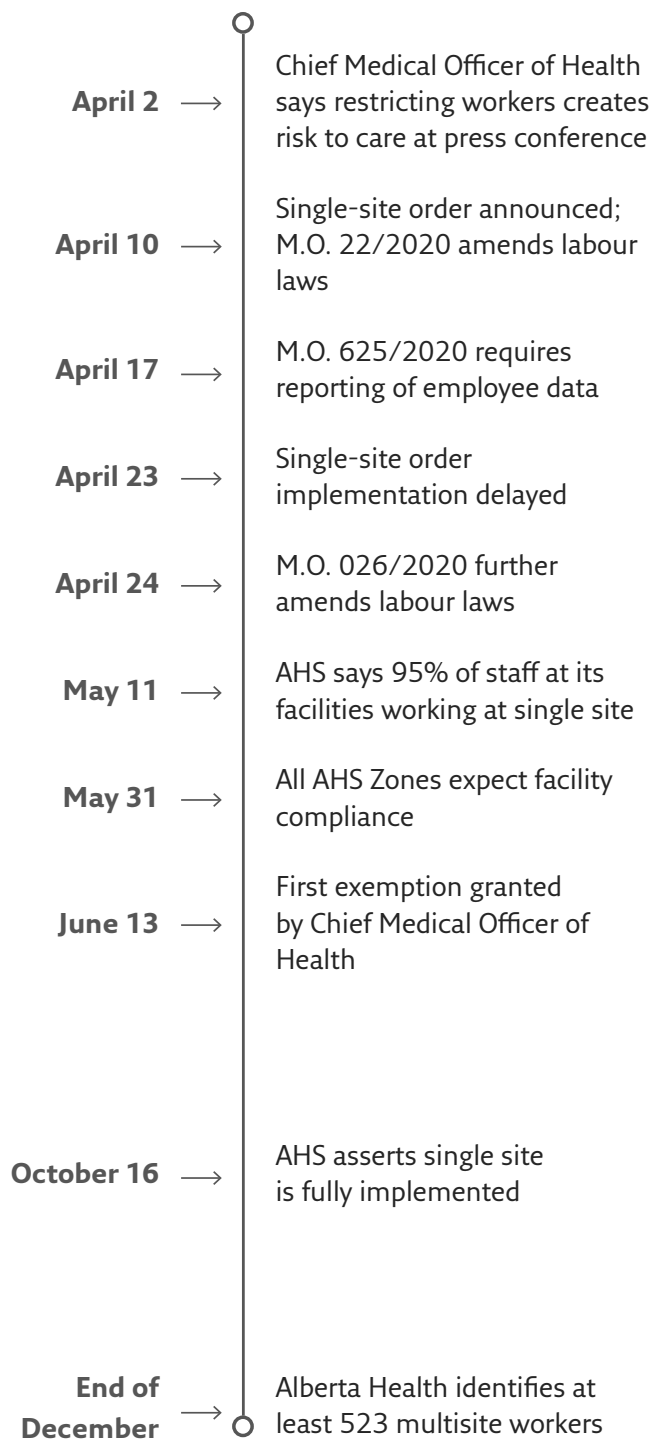 April 2
Chief Medical Officer of Health
says restricting workers creates
risk to care at press conference
April 10
Single-site order announced;
M.O. 22/2020 amends labour
laws
April 17
M.O. 625/2020 requires
reporting of employee data
April 23
Single-site order
implementation delayed
April 24
M.O. 026/2020 further
amends labour laws
May 11
AHS says 95% of staff at its
facilities working at single site
May 31
All AHS Zones expect facility
compliance
June 13
First exemption granted
by Chief Medical Officer of
Health
October 16
AHS asserts single site
is fully implemented
End of
December
Alberta Health identifies at
least 523 multisite workers